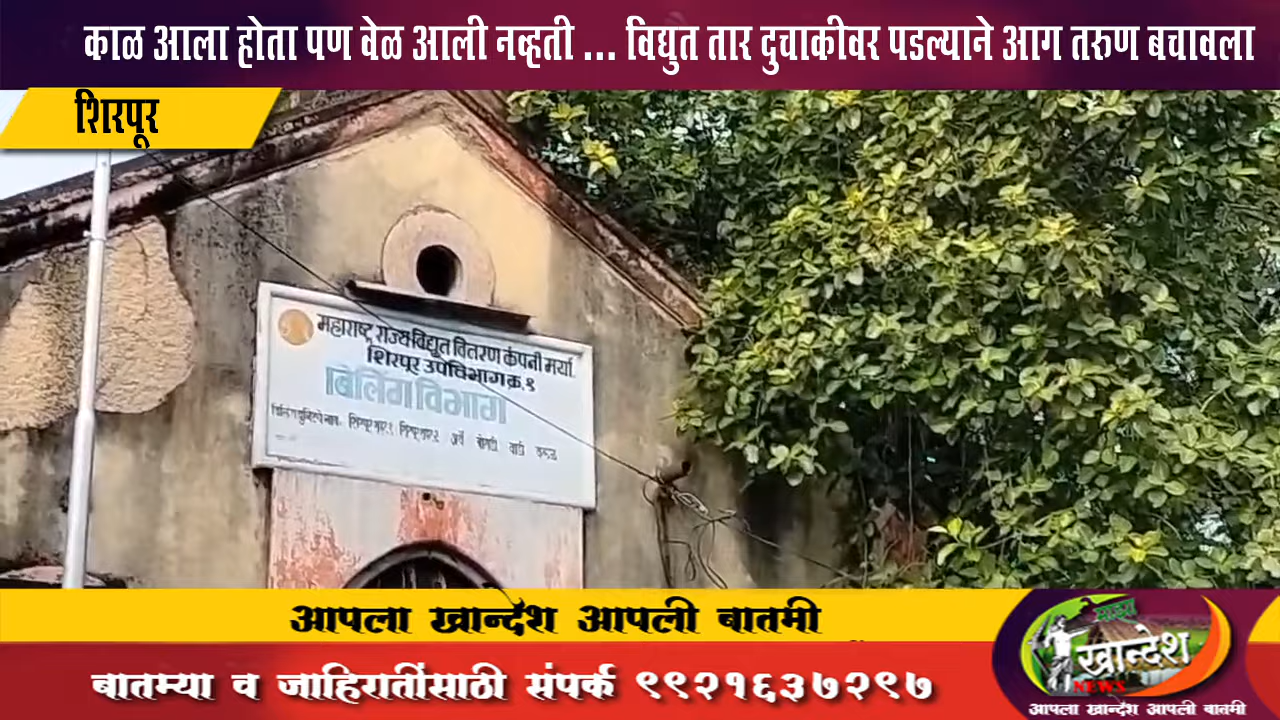 काळ आला होता पण वेळ आली नव्हती ... विद्युत तार दुचाकीवर पडल्याने आग तरुण बचावला
शिरपूर
महाराष्ट्र राज्य विद्युत वितरण कंपनी मर्या.
शिरपूर उपविभाग क्र. १
बिलिंग विभाग
आपला खान्देश आपली बातमी
बातम्या व जाहिरातींसाठी संपर्क ९९२१६३७२९७
माझा
खान्देश
NEWS
आपला खान्देश आपली बातमी